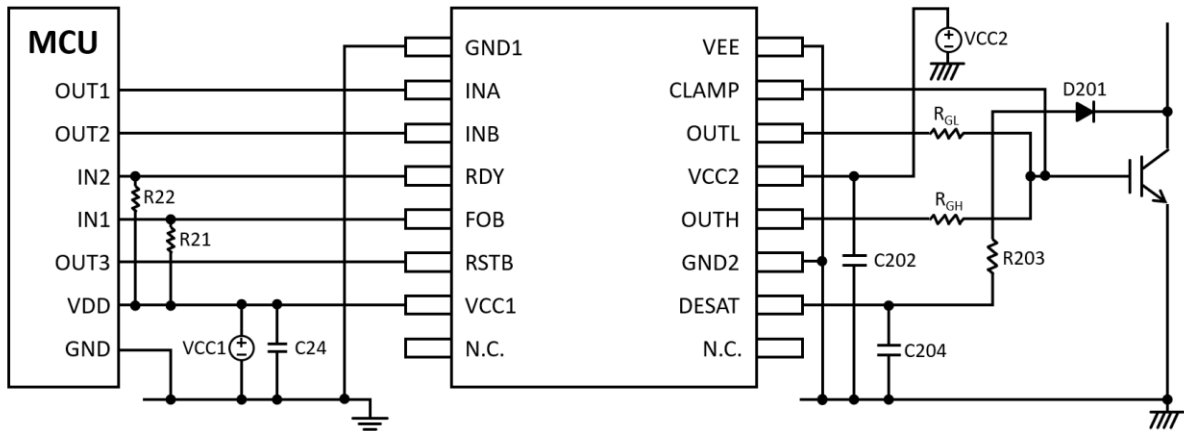 MCU
OUT1
OUT2
IN2
IN1
OUT3
VDD
GND
R22
R21
VCC1
C24
GND1
INA
INB
RDY
FOB
RSTB
VCC1
N.C.
VEE
CLAMP
OUTL
VCC2
OUTH
GND2
DESAT
N.C.
VCC2
D201
RGL
RGH
R203
C202
C204